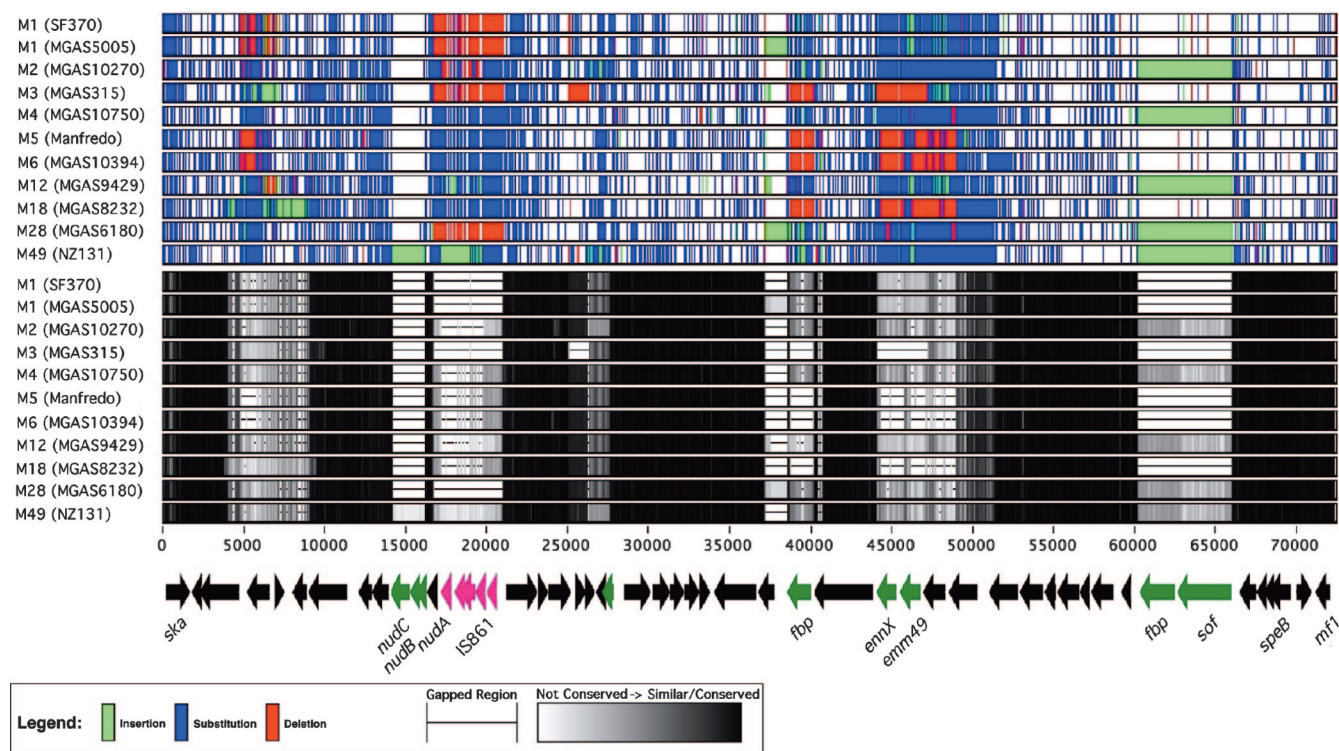 M1 (SF370)
M1 (MGAS5005)
M2 (MGAS10270)
M3 (MGAS315)
M4 (MGAS10750)
M5 (Manfredo)
M6 (MGAS10394)
M12 (MGAS9429)
M18 (MGAS8232)
M28 (MGAS6180)
M49 (NZ131)
M1 (SF370)
M1 (MGAS5005)
M2 (MGAS10270)
M3 (MGAS315)
M4 (MGAS10750)
M5 (Manfredo)
M6 (MGAS10394)
M12 (MGAS9429)
M18 (MGAS8232)
M28 (MGAS6180)
M49 (NZ131)
0 5000 10000 15000 20000 25000 30000 35000 40000 45000 50000 55000 60000 65000 70000
ska nudC nudB nudA IS861 fbp ennX emm49 fbp sof speB mf1
Gapped Region Not Conserved -> Similar/Conserved
Legend: Insertion Substitution Deletion